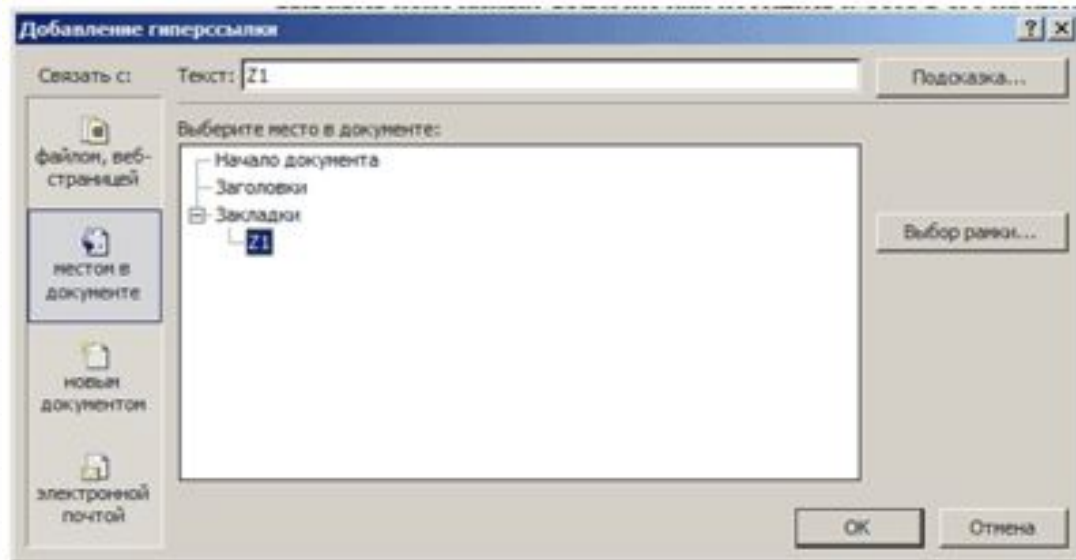 Добавление гиперссылки
Связать с:
Текст: Z1
Подсказка...
файлом, веб-
страницей
местом в
документе
новым
документом
электронной
почтой
Выберите место в документе:
Начало документа
Заголовки
Закладки
Z1
Выбор рамки...
OK
Отмена